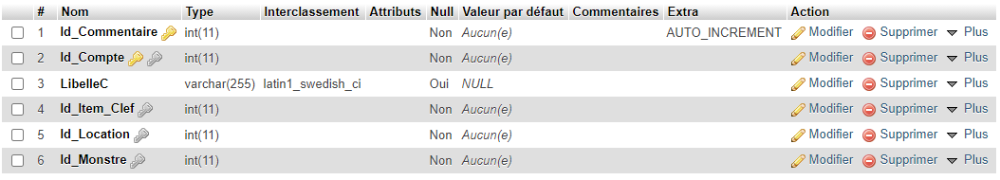 # Nom Type Interclassement Attributs Null Valeur par défaut Commentaires Extra Action
1 Id_Commentaire int(11) Non Aucun(e) AUTO_INCREMENT Modifier Supprimer Plus
2 Id_Compte int(11) Non Aucun(e) Modifier Supprimer Plus
3 LibelleC varchar(255) latin1_swedish_ci Oui NULL Modifier Supprimer Plus
4 Id_Item_Clef int(11) Non Aucun(e) Modifier Supprimer Plus
5 Id_Location int(11) Non Aucun(e) Modifier Supprimer Plus
6 Id_Monstre int(11) Non Aucun(e) Modifier Supprimer Plus